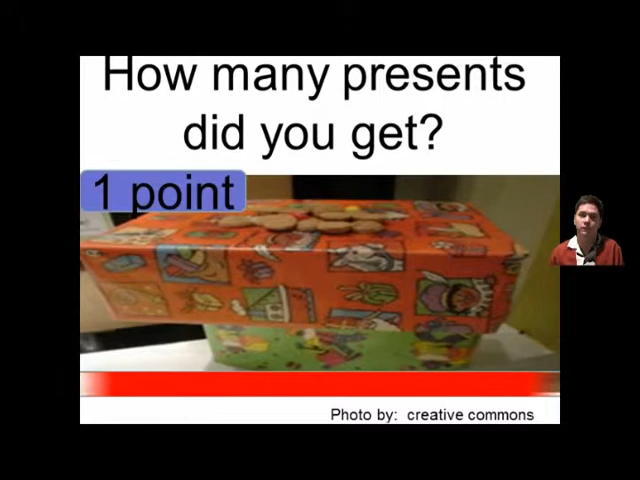 How many presents
did you get?
1 point
Photo by: creative commons